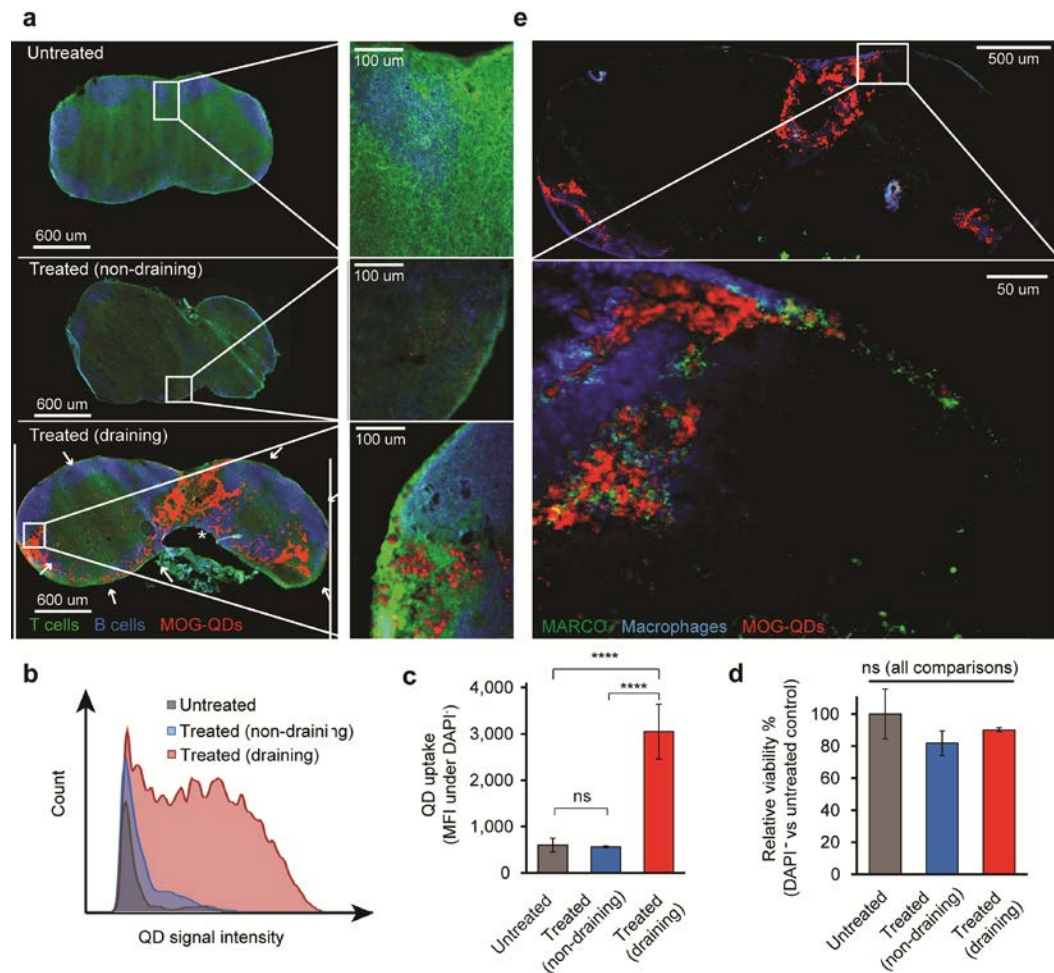 a
Untreated
600 um
100 um
Treated (non-draining)
600 um
100 um
Treated (draining)
*
600 um
T cells B cells MOG-QDs
100 um
e
500 um
50 um
MARCO Macrophages MOG-QDs
b
Untreated
Treated (non-draining)
Treated (draining)
Count
QD signal intensity
c
****
****
ns
QD uptake
(MFI under DAPI⁻)
4,000
3,000
2,000
1,000
0
Untreated
Treated
(non-draining)
Treated
(draining)
d
ns (all comparisons)
Relative viability %
(DAPI⁻ vs untreated control)
100
80
60
40
20
0
Untreated
Treated
(non-draining)
Treated
(draining)